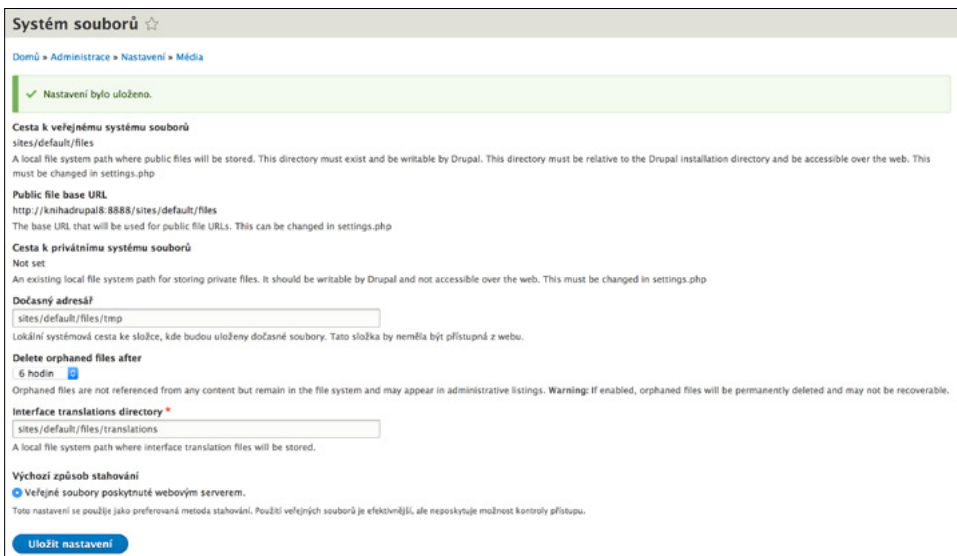 Systém souborů
Domů » Administrace » Nastavení » Média
Nastavení bylo uloženo.
Cesta k veřejnému systému souborů
sites/default/files
A local file system path where public files will be stored. This directory must exist and be writable by Drupal. This directory must be relative to the Drupal installation directory and be accessible over the web. This
must be changed in settings.php
Public file base URL
http://knihadrupal8:8888/sites/default/files
The base URL that will be used for public file URLs. This can be changed in settings.php
Cesta k privátnímu systému souborů
Not set
An existing local file system path for storing private files. It should be writable by Drupal and not accessible over the web. This must be changed in settings.php
Dočasný adresář
sites/default/files/tmp
Lokální systémová cesta ke složce, kde budou uloženy dočasné soubory. Tato složka by neměla být přístupná z webu.
Delete orphaned files after
6 hodin
Orphaned files are not referenced from any content but remain in the file system and may appear in administrative listings. Warning: If enabled, orphaned files will be permanently deleted and may not be recoverable.
Interface translations directory *
sites/default/files/translations
A local file system path where interface translation files will be stored.
Výchozí způsob stahování
Veřejné soubory poskytnuté webovým serverem.
Toto nastavení se použije jako preferovaná metoda stahování. Použití veřejných souborů je efektivnější, ale neposkytuje možnost kontroly přístupu.
Uložit nastavení